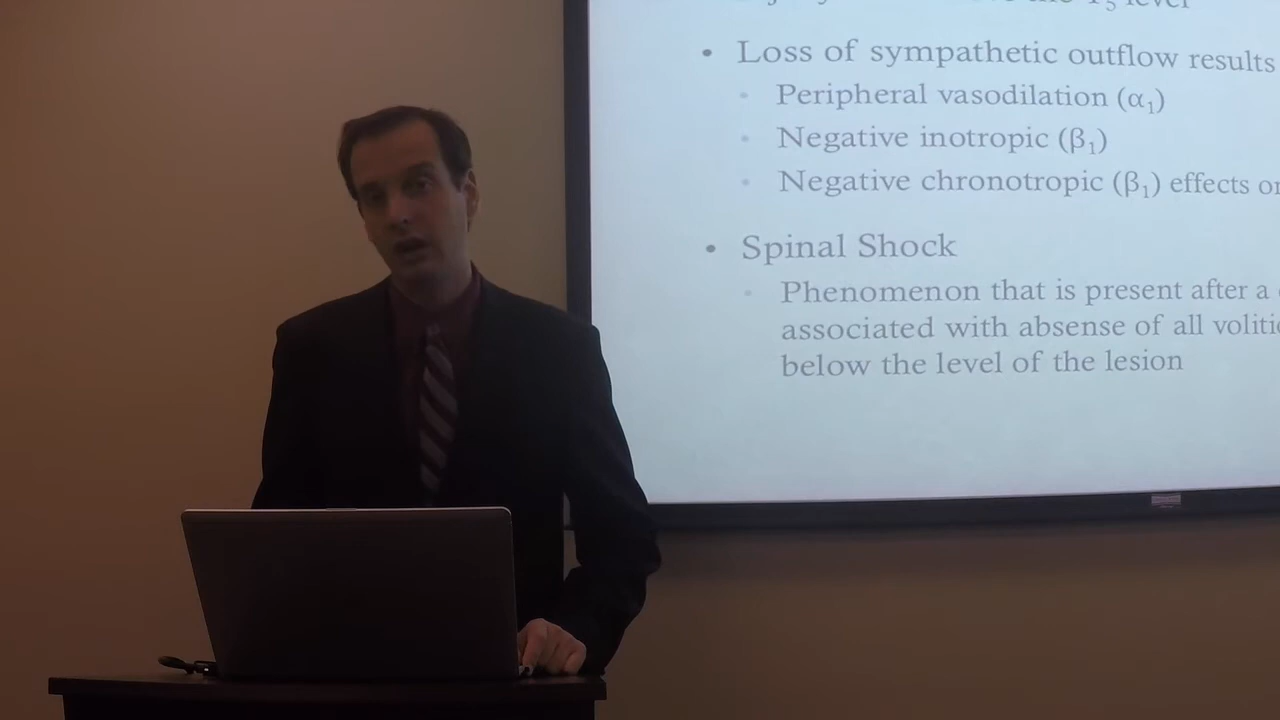 level
• Loss of sympathetic outflow results
• Peripheral vasodilation (α₁)
• Negative inotropic (β₁)
• Negative chronotropic (β₁) effects
• Spinal Shock
• Phenomenon that is present after a
associated with absense of all
below the level of the lesion